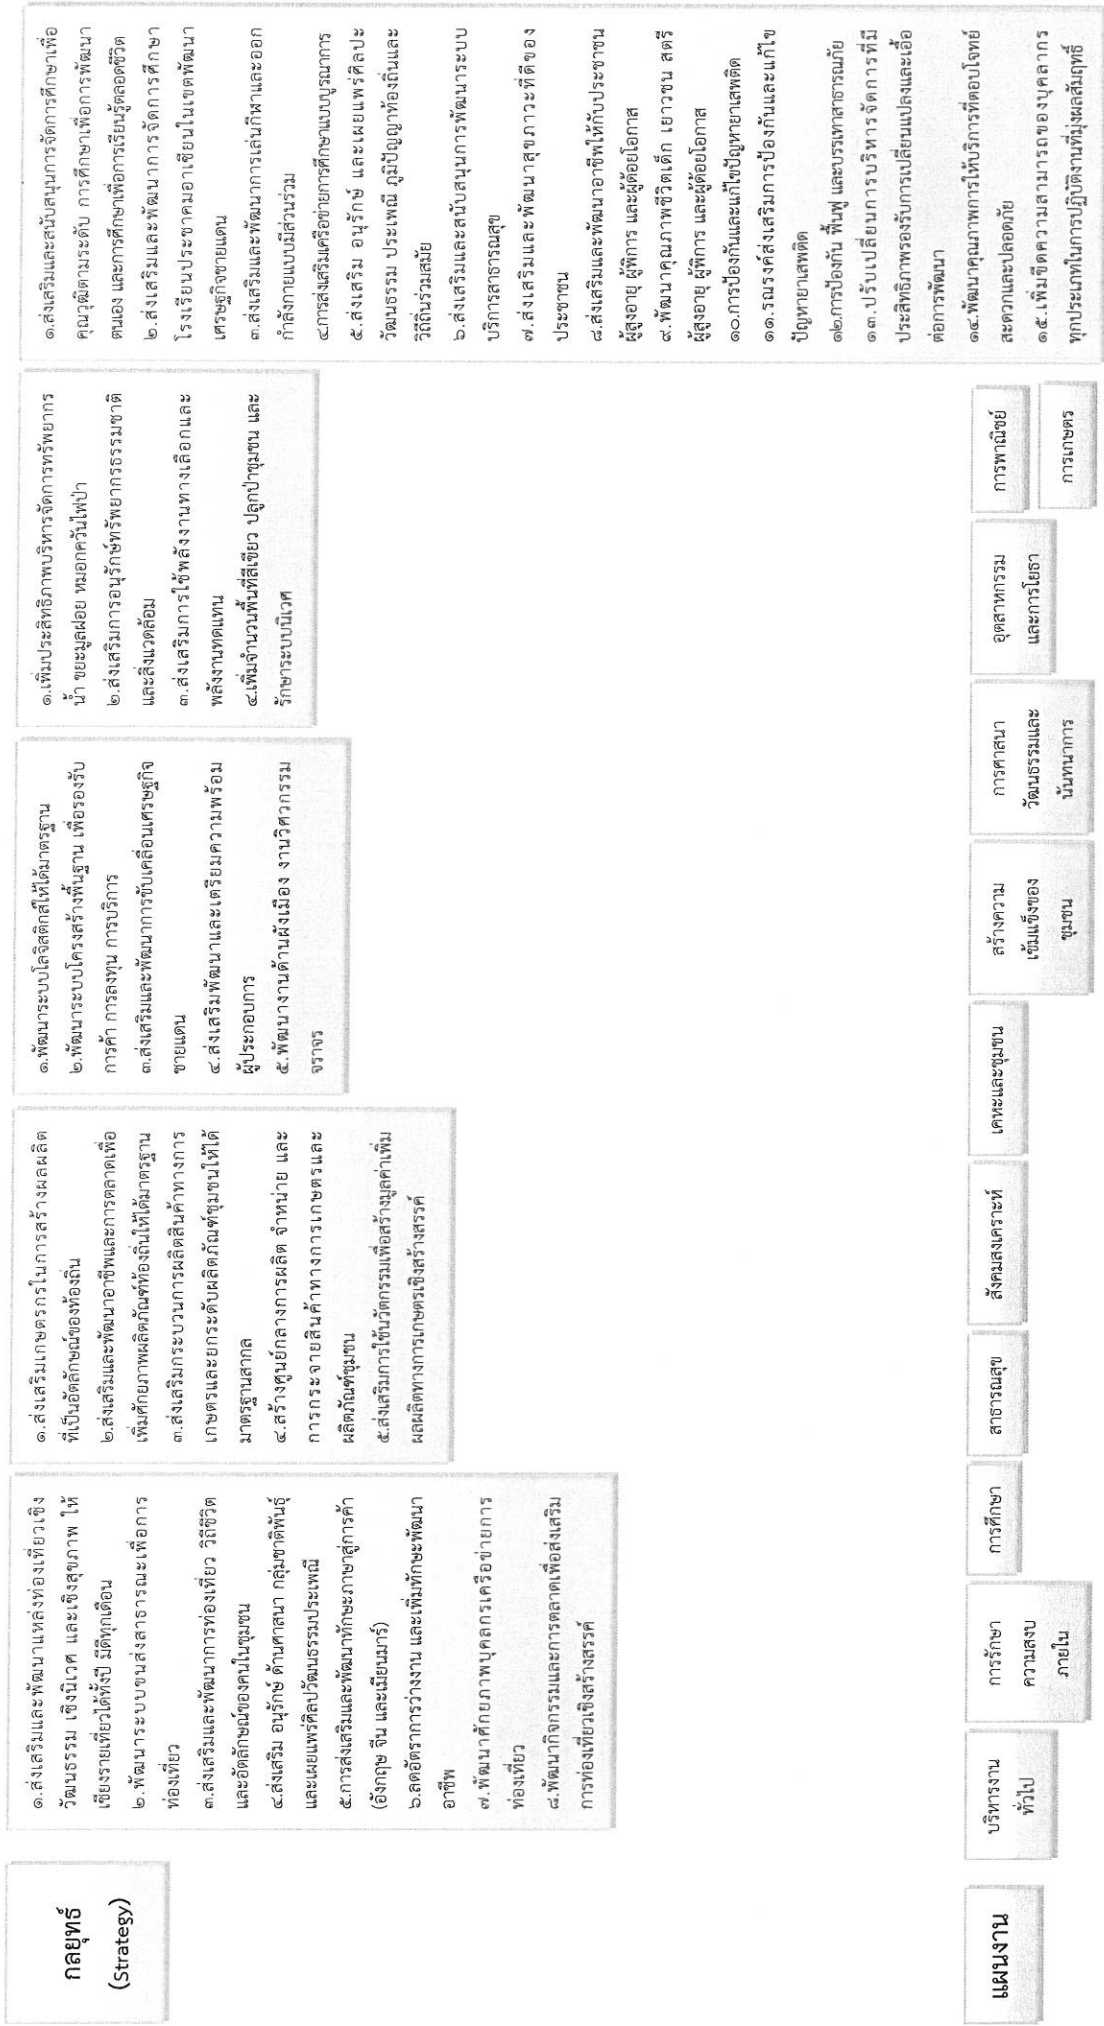 กลยุทธ์
(Strategy)
๑.ส่งเสริมและพัฒนาแหล่งท่องเที่ยวเชิง
วัฒนธรรม เชิงนิเวศ และเชิงสุขภาพ ให้
เชียงรายเที่ยวได้ทั้งปี มีดีทุกเดือน
๒.พัฒนาระบบขนส่งสาธารณะเพื่อการ
ท่องเที่ยว
๓.ส่งเสริมและพัฒนาการท่องเที่ยว วิถีชีวิต
และอัตลักษณ์ของคนในชุมชน
๔.ส่งเสริม อนุรักษ์ ด้านศาสนา กลุ่มชาติพันธุ์
และเผยแพร่ศิลปวัฒนธรรมประเพณี
๕.การส่งเสริมและพัฒนาทักษะภาษาสู่การค้า
(อังกฤษ จีน และเมียนมาร์)
๖.ลดอัตราการว่างงาน และเพิ่มทักษะพัฒนา
อาชีพ
๗.พัฒนาศักยภาพบุคลกรเครือข่ายการ
ท่องเที่ยว
๘.พัฒนากิจกรรมและการตลาดเพื่อส่งเสริม
การท่องเที่ยวเชิงสร้างสรรค์
๑.ส่งเสริมเกษตรกรในการสร้างผลผลิต
ที่เป็นอัตลักษณ์ของท้องถิ่น
๒.ส่งเสริมและพัฒนาอาชีพและการตลาดเพื่อ
เพิ่มศักยภาพผลิตภัณฑ์ท้องถิ่นให้ได้มาตรฐาน
๓.ส่งเสริมกระบวนการผลิตสินค้าทางการ
เกษตรและยกระดับผลิตภัณฑ์ชุมชนให้ได้
มาตรฐานสากล
๔.สร้างศูนย์กลางการผลิต จำหน่าย และ
การกระจายสินค้าทางการเกษตรและ
ผลิตภัณฑ์ชุมชน
๕.ส่งเสริมการใช้นวัตกรรมเพื่อสร้างมูลค่าเพิ่ม
ผลผลิตทางการเกษตรเชิงสร้างสรรค์
๑.พัฒนาระบบโลจิสติกส์ให้ได้มาตรฐาน
๒.พัฒนาระบบโครงสร้างพื้นฐาน เพื่อรองรับ
การค้า การลงทุน การบริการ
๓.ส่งเสริมและพัฒนาการขับเคลื่อนเศรษฐกิจ
ชายแดน
๔.ส่งเสริมพัฒนาและเตรียมความพร้อม
ผู้ประกอบการ
๕.พัฒนางานด้านผังเมือง งานวิศวกรรม
จราจร
๑.เพิ่มประสิทธิภาพบริหารจัดการทรัพยากร
น้ำ ขยะมูลฝอย หมอกควันไฟป่า
๒.ส่งเสริมการอนุรักษ์ทรัพยากรธรรมชาติ
และสิ่งแวดล้อม
๓.ส่งเสริมการใช้พลังงานทางเลือกและ
พลังงานทดแทน
๔.เพิ่มจำนวนพื้นที่สีเขียว ปลูกป่าชุมชน และ
รักษาระบบนิเวศ
๑.ส่งเสริมและสนับสนุนการจัดการศึกษาเพื่อ
คุณวุฒิตามระดับ การศึกษาเพื่อการพัฒนา
ตนเอง และการศึกษาเพื่อการเรียนรู้ตลอดชีวิต
๒.ส่งเสริมและพัฒนาการจัดการศึกษา
โรงเรียนประชาคมอาเซียนในเขตพัฒนา
เศรษฐกิจชายแดน
๓.ส่งเสริมและพัฒนาการเล่นกีฬาและออก
กำลังกายแบบมีส่วนร่วม
๔.การส่งเสริมเครือข่ายการศึกษาแบบบูรณาการ
๕.ส่งเสริม อนุรักษ์ และเผยแพร่ศิลปะ
วัฒนธรรม ประเพณี ภูมิปัญญาท้องถิ่นและ
วิถีถิ่นร่วมสมัย
๖.ส่งเสริมและสนับสนุนการพัฒนาระบบ
บริการสาธารณสุข
๗.ส่งเสริมและพัฒนาสุขภาวะที่ดีของ
ประชาชน
๘.ส่งเสริมและพัฒนาอาชีพให้กับประชาชน
ผู้สูงอายุ ผู้พิการ และผู้ด้อยโอกาส
๙.พัฒนาคุณภาพชีวิตเด็ก เยาวชน สตรี
ผู้สูงอายุ ผู้พิการ และผู้ด้อยโอกาส
๑๐.การป้องกันและแก้ไขปัญหายาเสพติด
๑๑.รณรงค์ส่งเสริมการป้องกันและแก้ไข
ปัญหายาเสพติด
๑๒.การป้องกัน ฟื้นฟู และบรรเทาสาธารณภัย
๑๓.ปรับเปลี่ยนการบริหารจัดการที่มี
ประสิทธิภาพรองรับการเปลี่ยนแปลงและเอื้อ
ต่อการพัฒนา
๑๔.พัฒนาคุณภาพการให้บริการที่ตอบโจทย์
สะดวกและปลอดภัย
๑๕.เพิ่มขีดความสามารถของบุคลากร
ทุกประเภทในการปฏิบัติงานที่มุ่งผลสัมฤทธิ์
แผนงาน
บริหารงาน
ทั่วไป
การรักษา
ความสงบ
ภายใน
การศึกษา
สาธารณสุข
สังคมสงเคราะห์
เคหะและชุมชน
สร้างความ
เข้มแข็งของ
ชุมชน
การศาสนา
วัฒนธรรมและ
นันทนาการ
อุตสาหกรรม
และการโยธา
การพาณิชย์
การเกษตร